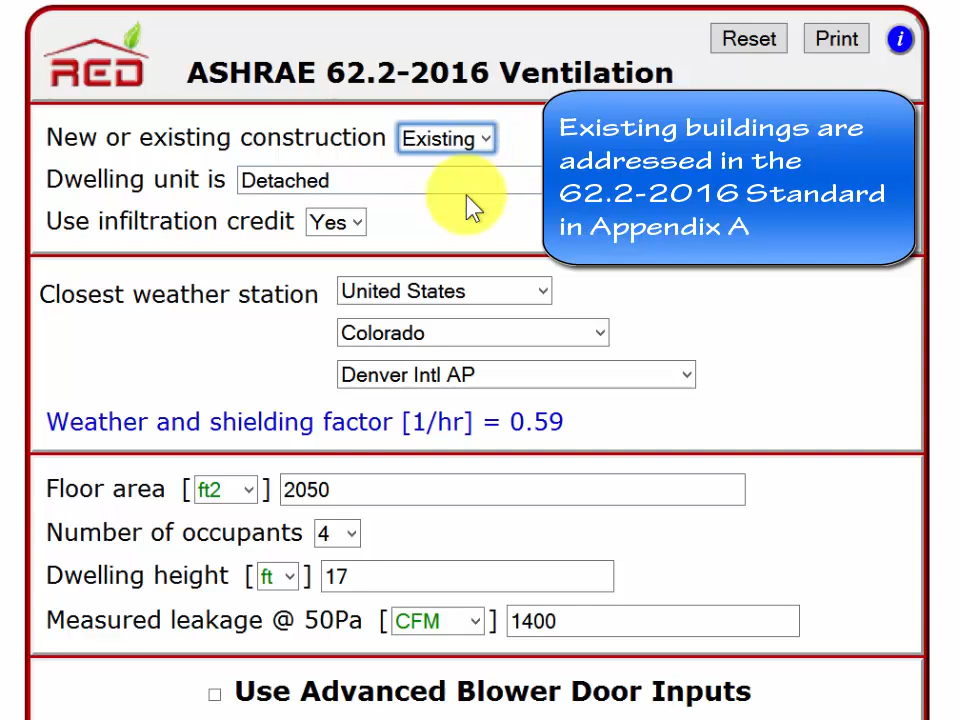 RED
Reset Print i
ASHRAE 62.2-2016 Ventilation
New or existing construction Existing
Dwelling unit is Detached
Use infiltration credit Yes
Existing buildings are
addressed in the
62.2-2016 Standard
in Appendix A
Closest weather station United States
Colorado
Denver Intl AP
Weather and shielding factor [1/hr] = 0.59
Floor area [ft2] 2050
Number of occupants 4
Dwelling height [ft] 17
Measured leakage @ 50Pa [CFM] 1400
Use Advanced Blower Door Inputs